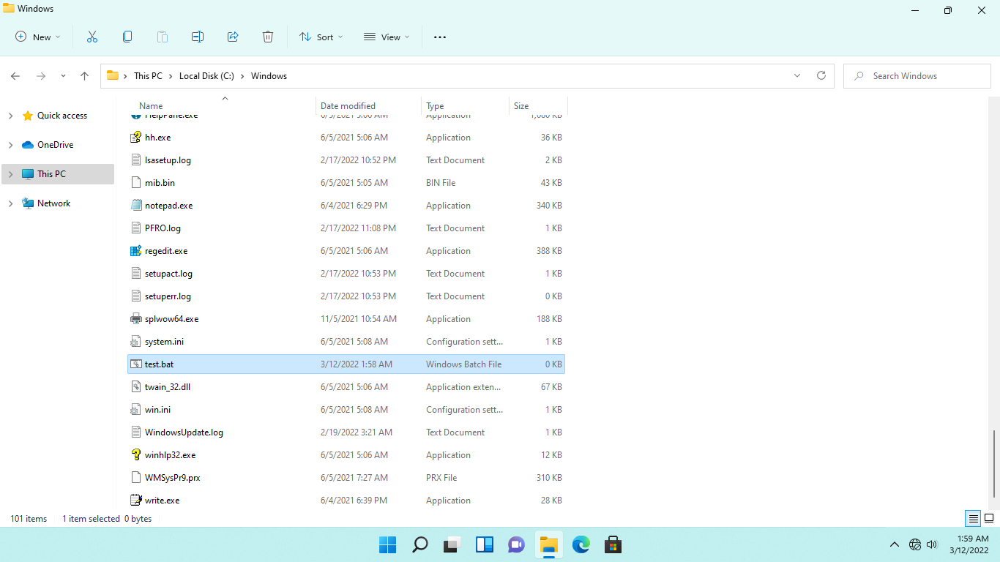 Windows
New
Sort
View
This PC
Local Disk (C:)
Windows
Search Windows
Quick access
OneDrive
This PC
Network
Name Date modified Type Size
HelpPane.exe 6/5/2021 5:06 AM Application 1,080 KB
hh.exe 6/5/2021 5:06 AM Application 36 KB
lsasetup.log 2/17/2022 10:52 PM Text Document 2 KB
mib.bin 6/5/2021 5:05 AM BIN File 43 KB
notepad.exe 6/4/2021 6:29 PM Application 340 KB
PFRO.log 2/17/2022 11:08 PM Text Document 1 KB
regedit.exe 6/5/2021 5:06 AM Application 388 KB
setupact.log 2/17/2022 10:53 PM Text Document 1 KB
setuperr.log 2/17/2022 10:53 PM Text Document 0 KB
splwow64.exe 11/5/2021 10:54 AM Application 188 KB
system.ini 6/5/2021 5:08 AM Configuration sett... 1 KB
test.bat 3/12/2022 1:58 AM Windows Batch File 0 KB
twain_32.dll 6/5/2021 5:06 AM Application exten... 67 KB
win.ini 6/5/2021 5:08 AM Configuration sett... 1 KB
WindowsUpdate.log 2/19/2022 3:21 AM Text Document 1 KB
winhlp32.exe 6/5/2021 5:06 AM Application 12 KB
WMSysPr9.prx 6/5/2021 7:27 AM PRX File 310 KB
write.exe 6/4/2021 6:39 PM Application 28 KB
101 items 1 item selected 0 bytes
1:59 AM
3/12/2022